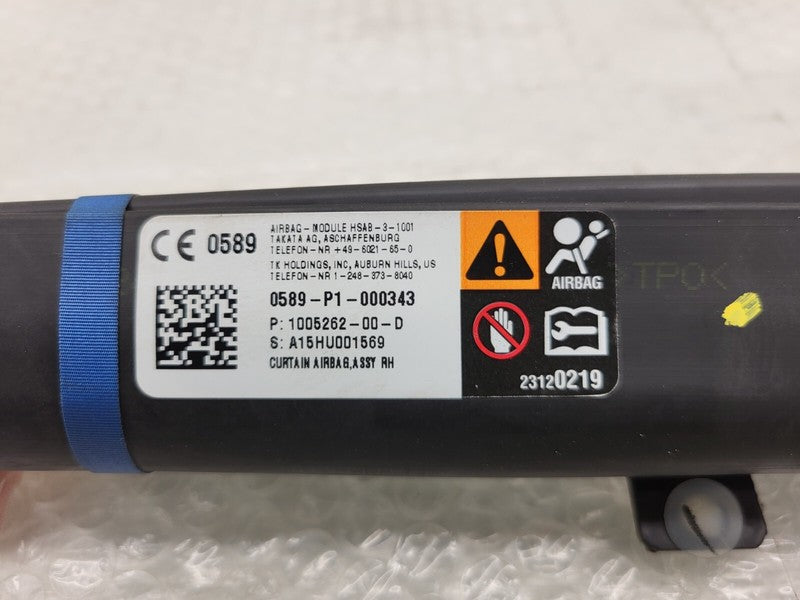 CE 0589
AIRBAG - MODULE HSAB-3-1001
TAKATA AG, ASCHAFFENBURG
TELEFON-NR +49-6021-65-0
TK HOLDINGS, INC, AUBURN HILLS, US
TELEFON-NR 1-248-373-8040
0589-P1-000343
P: 1005262-00-D
S: A15HU001569
CURTAIN AIRBAG,ASSY RH
SB1
AIRBAG
23120219
TPO<